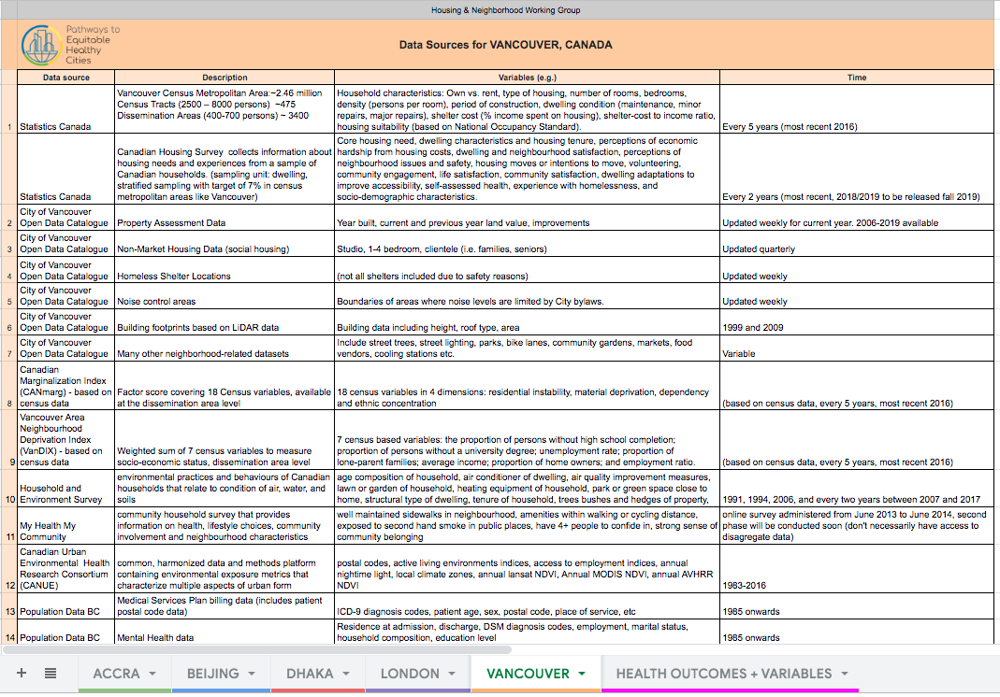 Housing & Neighborhood Working Group
Pathways to
Equitable
Healthy
Cities
Data Sources for VANCOUVER, CANADA
Data source Description Variables (e.g.) Time
1
Statistics Canada
Vancouver Census Metropolitan Area:~2.46 million
Census Tracts (2500 – 8000 persons) ~475
Dissemination Areas (400-700 persons) ~ 3400
Household characteristics: Own vs. rent, type of housing, number of rooms, bedrooms,
density (persons per room), period of construction, dwelling condition (maintenance, minor
repairs, major repairs), shelter cost (% income spent on housing), shelter-cost to income ratio,
housing suitability (based on National Occupancy Standard).
Every 5 years (most recent 2016)
Statistics Canada
Canadian Housing Survey collects information about
housing needs and experiences from a sample of
Canadian households. (sampling unit: dwelling,
stratified sampling with target of 7% in census
metropolitan areas like Vancouver)
Core housing need, dwelling characteristics and housing tenure, perceptions of economic
hardship from housing costs, dwelling and neighbourhood satisfaction, perceptions of
neighbourhood issues and safety, housing moves or intentions to move, volunteering,
community engagement, life satisfaction, community satisfaction, dwelling adaptations to
improve accessibility, self-assessed health, experience with homelessness, and
socio-demographic characteristics.
Every 2 years (most recent, 2018/2019 to be released fall 2019)
2
City of Vancouver
Open Data Catalogue
Property Assessment Data
Year built, current and previous year land value, improvements
Updated weekly for current year. 2006-2019 available
3
City of Vancouver
Open Data Catalogue
Non-Market Housing Data (social housing)
Studio, 1-4 bedroom, clientele (i.e. families, seniors)
Updated quarterly
4
City of Vancouver
Open Data Catalogue
Homeless Shelter Locations
(not all shelters included due to safety reasons)
Updated weekly
5
City of Vancouver
Open Data Catalogue
Noise control areas
Boundaries of areas where noise levels are limited by City bylaws.
Updated weekly
6
City of Vancouver
Open Data Catalogue
Building footprints based on LiDAR data
Building data including height, roof type, area
1999 and 2009
7
City of Vancouver
Open Data Catalogue
Many other neighborhood-related datasets
Include street trees, street lighting, parks, bike lanes, community gardens, markets, food
vendors, cooling stations etc.
Variable
8
Canadian
Marginalization Index
(CANmarg) - based on
census data
Factor score covering 18 Census variables, available
at the dissemination area level
18 census variables in 4 dimensions: residential instability, material deprivation, dependency
and ethnic concentration
(based on census data, every 5 years, most recent 2016)
9
Vancouver Area
Neighbourhood
Deprivation Index
(VanDIX) - based on
census data
Weighted sum of 7 census variables to measure
socio-economic status, dissemination area level
7 census based variables: the proportion of persons without high school completion;
proportion of persons without a university degree; unemployment rate; proportion of
lone-parent families; average income; proportion of home owners; and employment ratio.
(based on census data, every 5 years, most recent 2016)
10
Household and
Environment Survey
environmental practices and behaviours of Canadian
households that relate to condition of air, water, and
soils
age composition of household, air conditioner of dwelling, air quality improvement measures,
lawn or garden of household, heating equipment of household, park or green space close to
home, structural type of dwelling, tenure of household, trees bushes and hedges of property,
1991, 1994, 2006, and every two years between 2007 and 2017
11
My Health My
Community
community household survey that provides
information on health, lifestyle choices, community
involvement and neighbourhood characteristics
well maintained sidewalks in neighbourhood, amenities within walking or cycling distance,
exposed to second hand smoke in public places, have 4+ people to confide in, strong sense of
community belonging
online survey administered from June 2013 to June 2014, second
phase will be conducted soon (don't necessarily have access to
disagregate data)
12
Canadian Urban
Environmental Health
Research Consortium
(CANUE)
common, harmonized data and methods platform
containing environmental exposure metrics that
characterize multiple aspects of urban form
postal codes, active living environments indices, access to employment indices, annual
nightime light, local climate zones, annual lansat NDVI, Annual MODIS NDVI, annual AVHRR
NDVI
1983-2016
13
Population Data BC
Medical Services Plan billing data (includes patient
postal code data)
ICD-9 diagnosis codes, patient age, sex, postal code, place of service, etc
1985 onwards
14
Population Data BC
Mental Health data
Residence at admission, discharge, DSM diagnosis codes, employment, marital status,
household composition, education level
1985 onwards
+ ACCRA BEIJING DHAKA LONDON VANCOUVER HEALTH OUTCOMES + VARIABLES